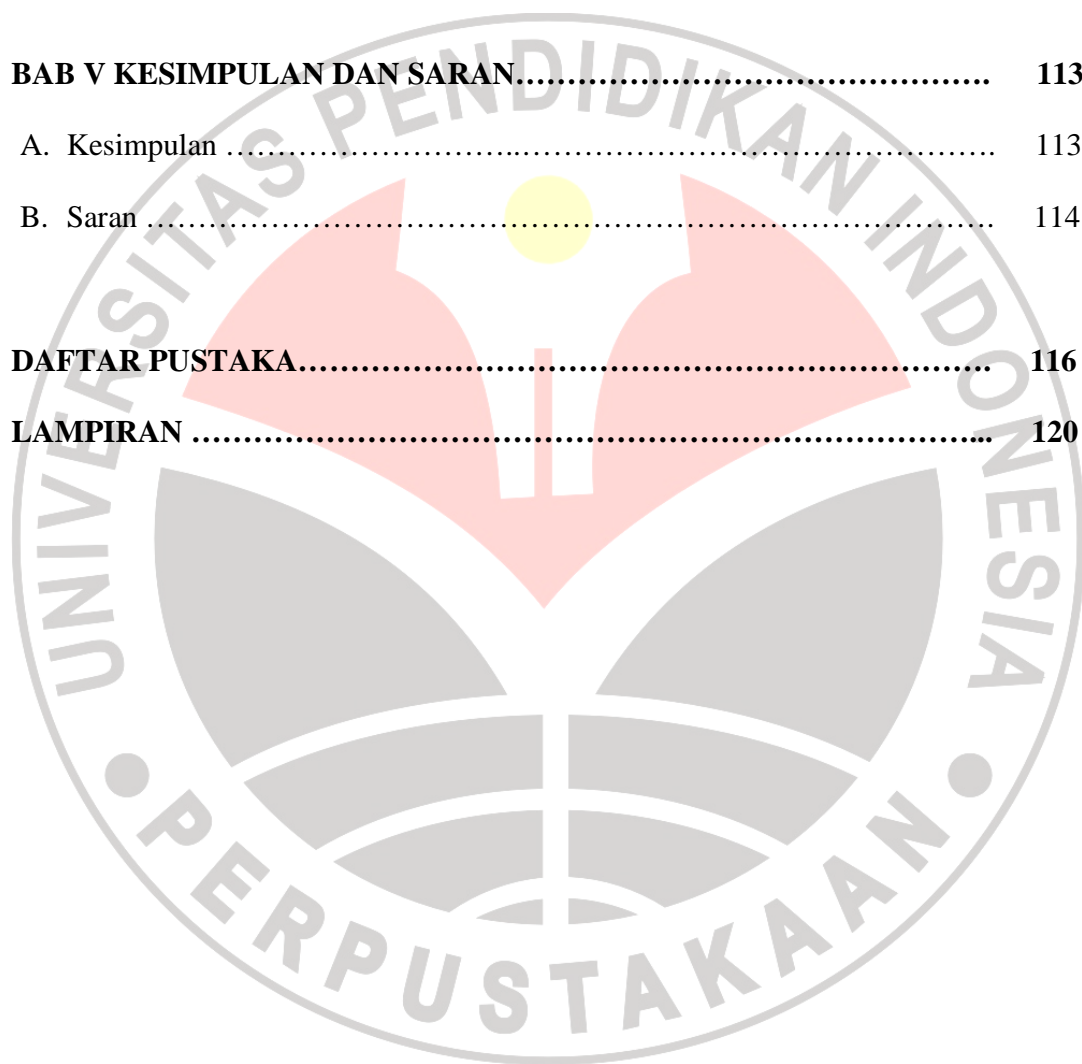 BAB V KESIMPULAN DAN SARAN……………………………………… 113
A. Kesimpulan ……………………….………………………………………. 113
B. Saran ………………………………………………………………………… 114
DAFTAR PUSTAKA…………………………………………………………. 116
LAMPIRAN …………………………………………………………………... 120
UNIVERSITAS PENDIDIKAN INDONESIA
PERPUSTAKAAN